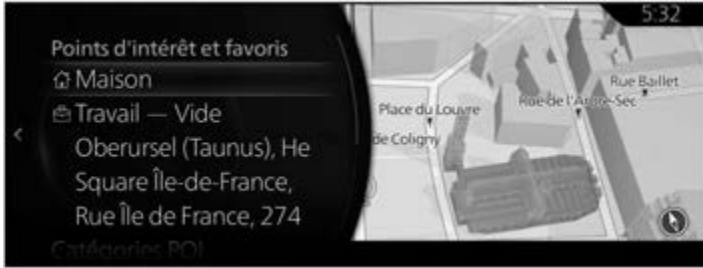 5:32
Points d'intérêt et favoris
Maison
Travail — Vide
Oberursel (Taunus), He
Square Île-de-France,
Rue Île de France, 274
Catégories POI
Rue Baillet
Place du Louvre
Rue de l'Arbre-Sec
de Coligny